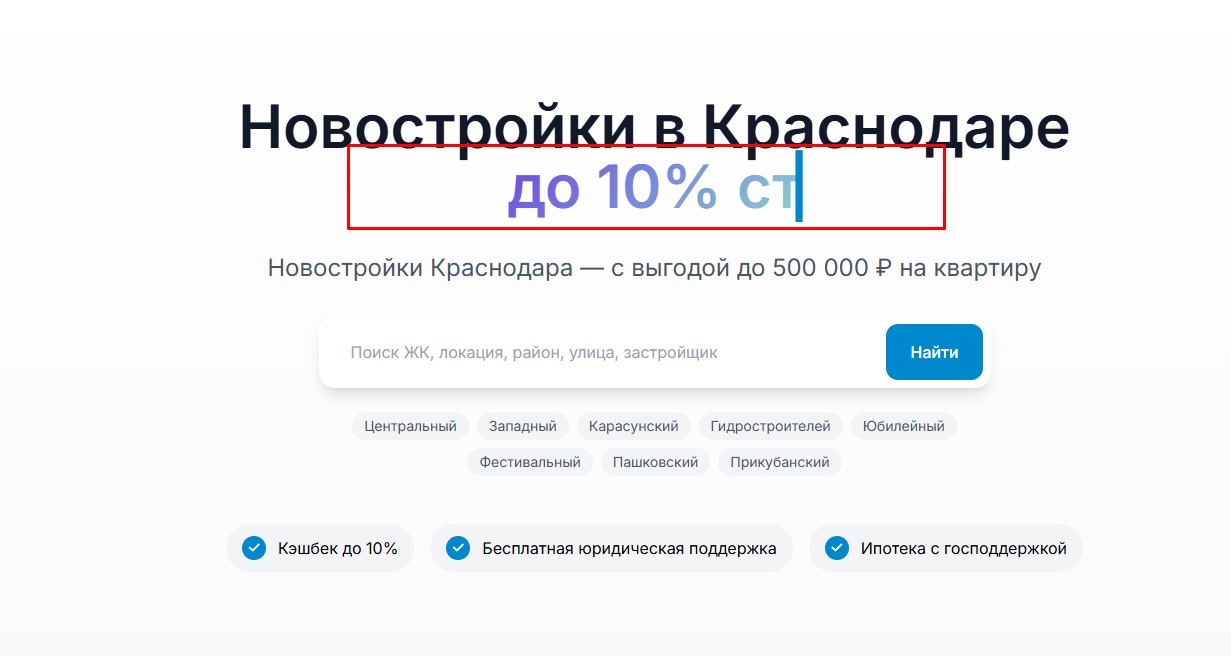 Новостройки в Краснодаре
до 10% ст
Новостройки Краснодара — с выгодой до 500 000 ₽ на квартиру
Поиск ЖК, локация, район, улица, застройщик
Найти
Центральный Западный Карасунский Гидростроителей Юбилейный
Фестивальный Пашковский Прикубанский
Кэшбек до 10% Бесплатная юридическая поддержка Ипотека с господдержкой